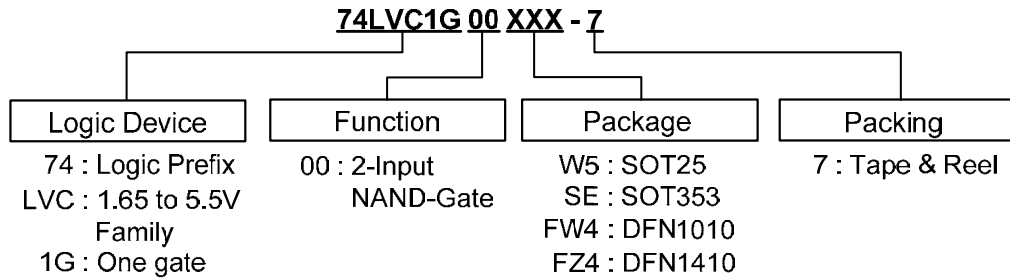 74LVC1G 00 XXX - 7
Logic Device
74 : Logic Prefix
LVC : 1.65 to 5.5V
Family
1G : One gate
Function
00 : 2-Input
NAND-Gate
Package
W5 : SOT25
SE : SOT353
FW4 : DFN1010
FZ4 : DFN1410
Packing
7 : Tape & Reel